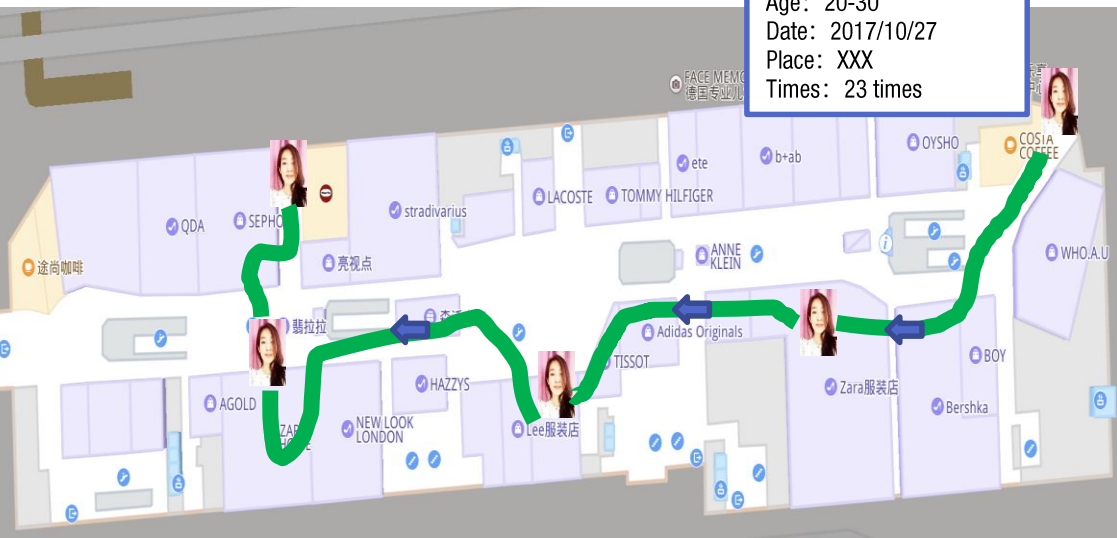 Age: 20-30
Date: 2017/10/27
Place: XXX
Times: 23 times
FACE MEMO
德国专业儿
OYSHO
COSTA
COFFEE
ete
b+ab
LACOSTE
TOMMY HILFIGER
stradivarius
QDA
SEPHO
亮视点
途尚咖啡
ANNE
KLEIN
i
WHO.A.U
翡拉拉
Adidas Originals
TISSOT
BOY
HAZZYS
Zara服装店
Bershka
AGOLD
NEW LOOK
LONDON
Lee服装店